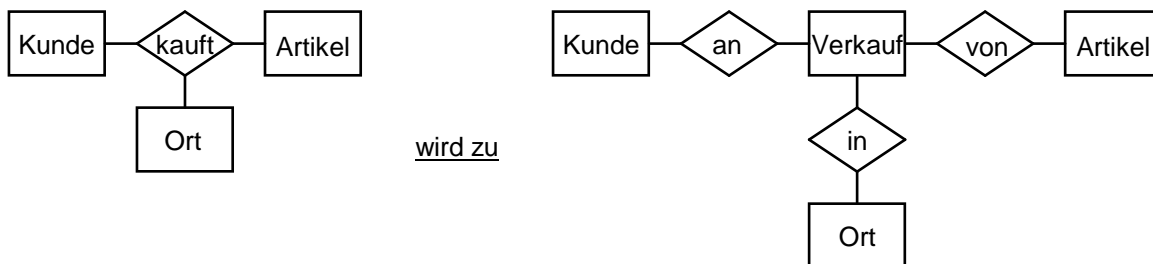 Kunde kauft Artikel
Ort
wird zu
Kunde an Verkauf von Artikel
in
Ort